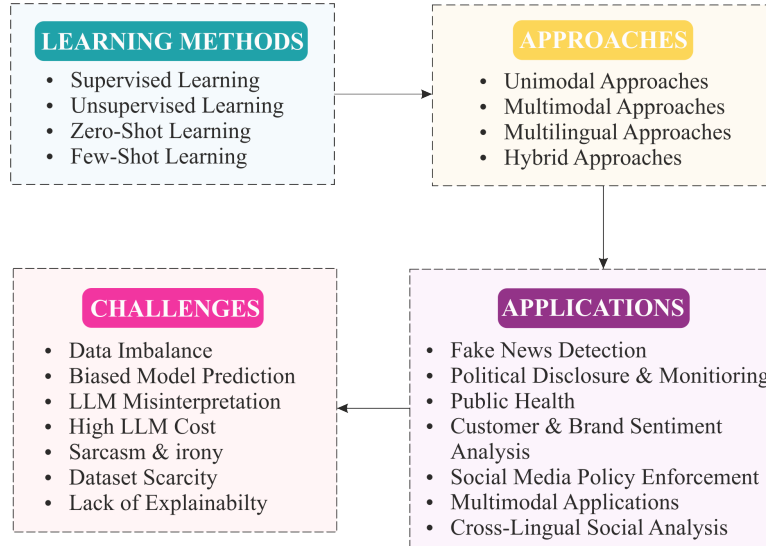 LEARNING METHODS
• Supervised Learning
• Unsupervised Learning
• Zero-Shot Learning
• Few-Shot Learning
APPROACHES
• Unimodal Approaches
• Multimodal Approaches
• Multilingual Approaches
• Hybrid Approaches
CHALLENGES
• Data Imbalance
• Biased Model Prediction
• LLM Misinterpretation
• High LLM Cost
• Sarcasm & irony
• Dataset Scarcity
• Lack of Explainabilty
APPLICATIONS
• Fake News Detection
• Political Disclosure & Monitoring
• Public Health
• Customer & Brand Sentiment
Analysis
• Social Media Policy Enforcement
• Multimodal Applications
• Cross-Lingual Social Analysis